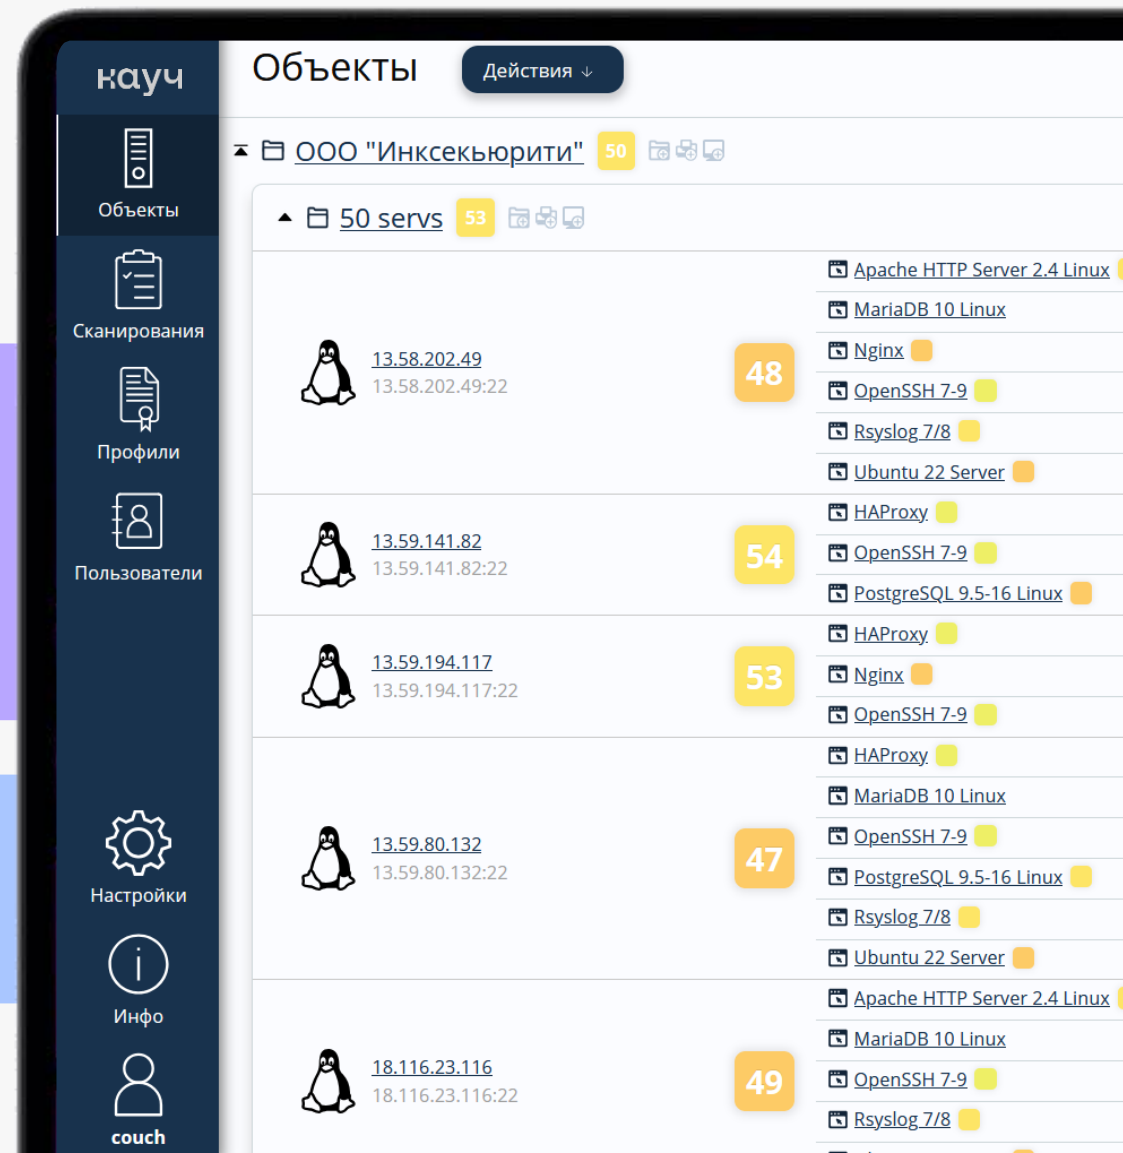 кауч
Объекты
Сканирования
Профили
Пользователи
Настройки
Инфо
couch
Объекты
Действия ↓
ООО "Инксекьюрити" 50
50 servs 53
13.58.202.49
13.58.202.49:22
48
Apache HTTP Server 2.4 Linux
MariaDB 10 Linux
Nginx
OpenSSH 7-9
Rsyslog 7/8
Ubuntu 22 Server
13.59.141.82
13.59.141.82:22
54
HAProxy
OpenSSH 7-9
PostgreSQL 9.5-16 Linux
13.59.194.117
13.59.194.117:22
53
HAProxy
Nginx
OpenSSH 7-9
13.59.80.132
13.59.80.132:22
47
HAProxy
MariaDB 10 Linux
OpenSSH 7-9
PostgreSQL 9.5-16 Linux
Rsyslog 7/8
Ubuntu 22 Server
18.116.23.116
18.116.23.116:22
49
Apache HTTP Server 2.4 Linux
MariaDB 10 Linux
OpenSSH 7-9
Rsyslog 7/8